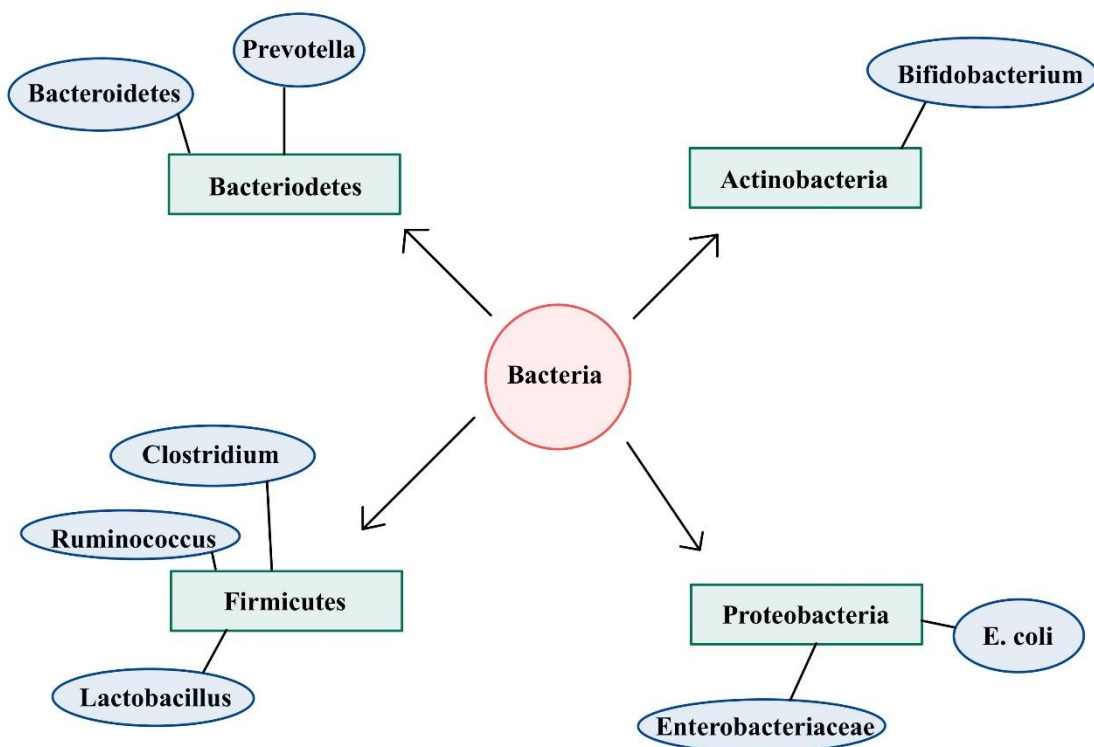 Prevotella
Bacteroidetes
Bifidobacterium
Bacteriodetes
Actinobacteria
Bacteria
Clostridium
Ruminococcus
Firmicutes
Proteobacteria
E. coli
Lactobacillus
Enterobacteriaceae